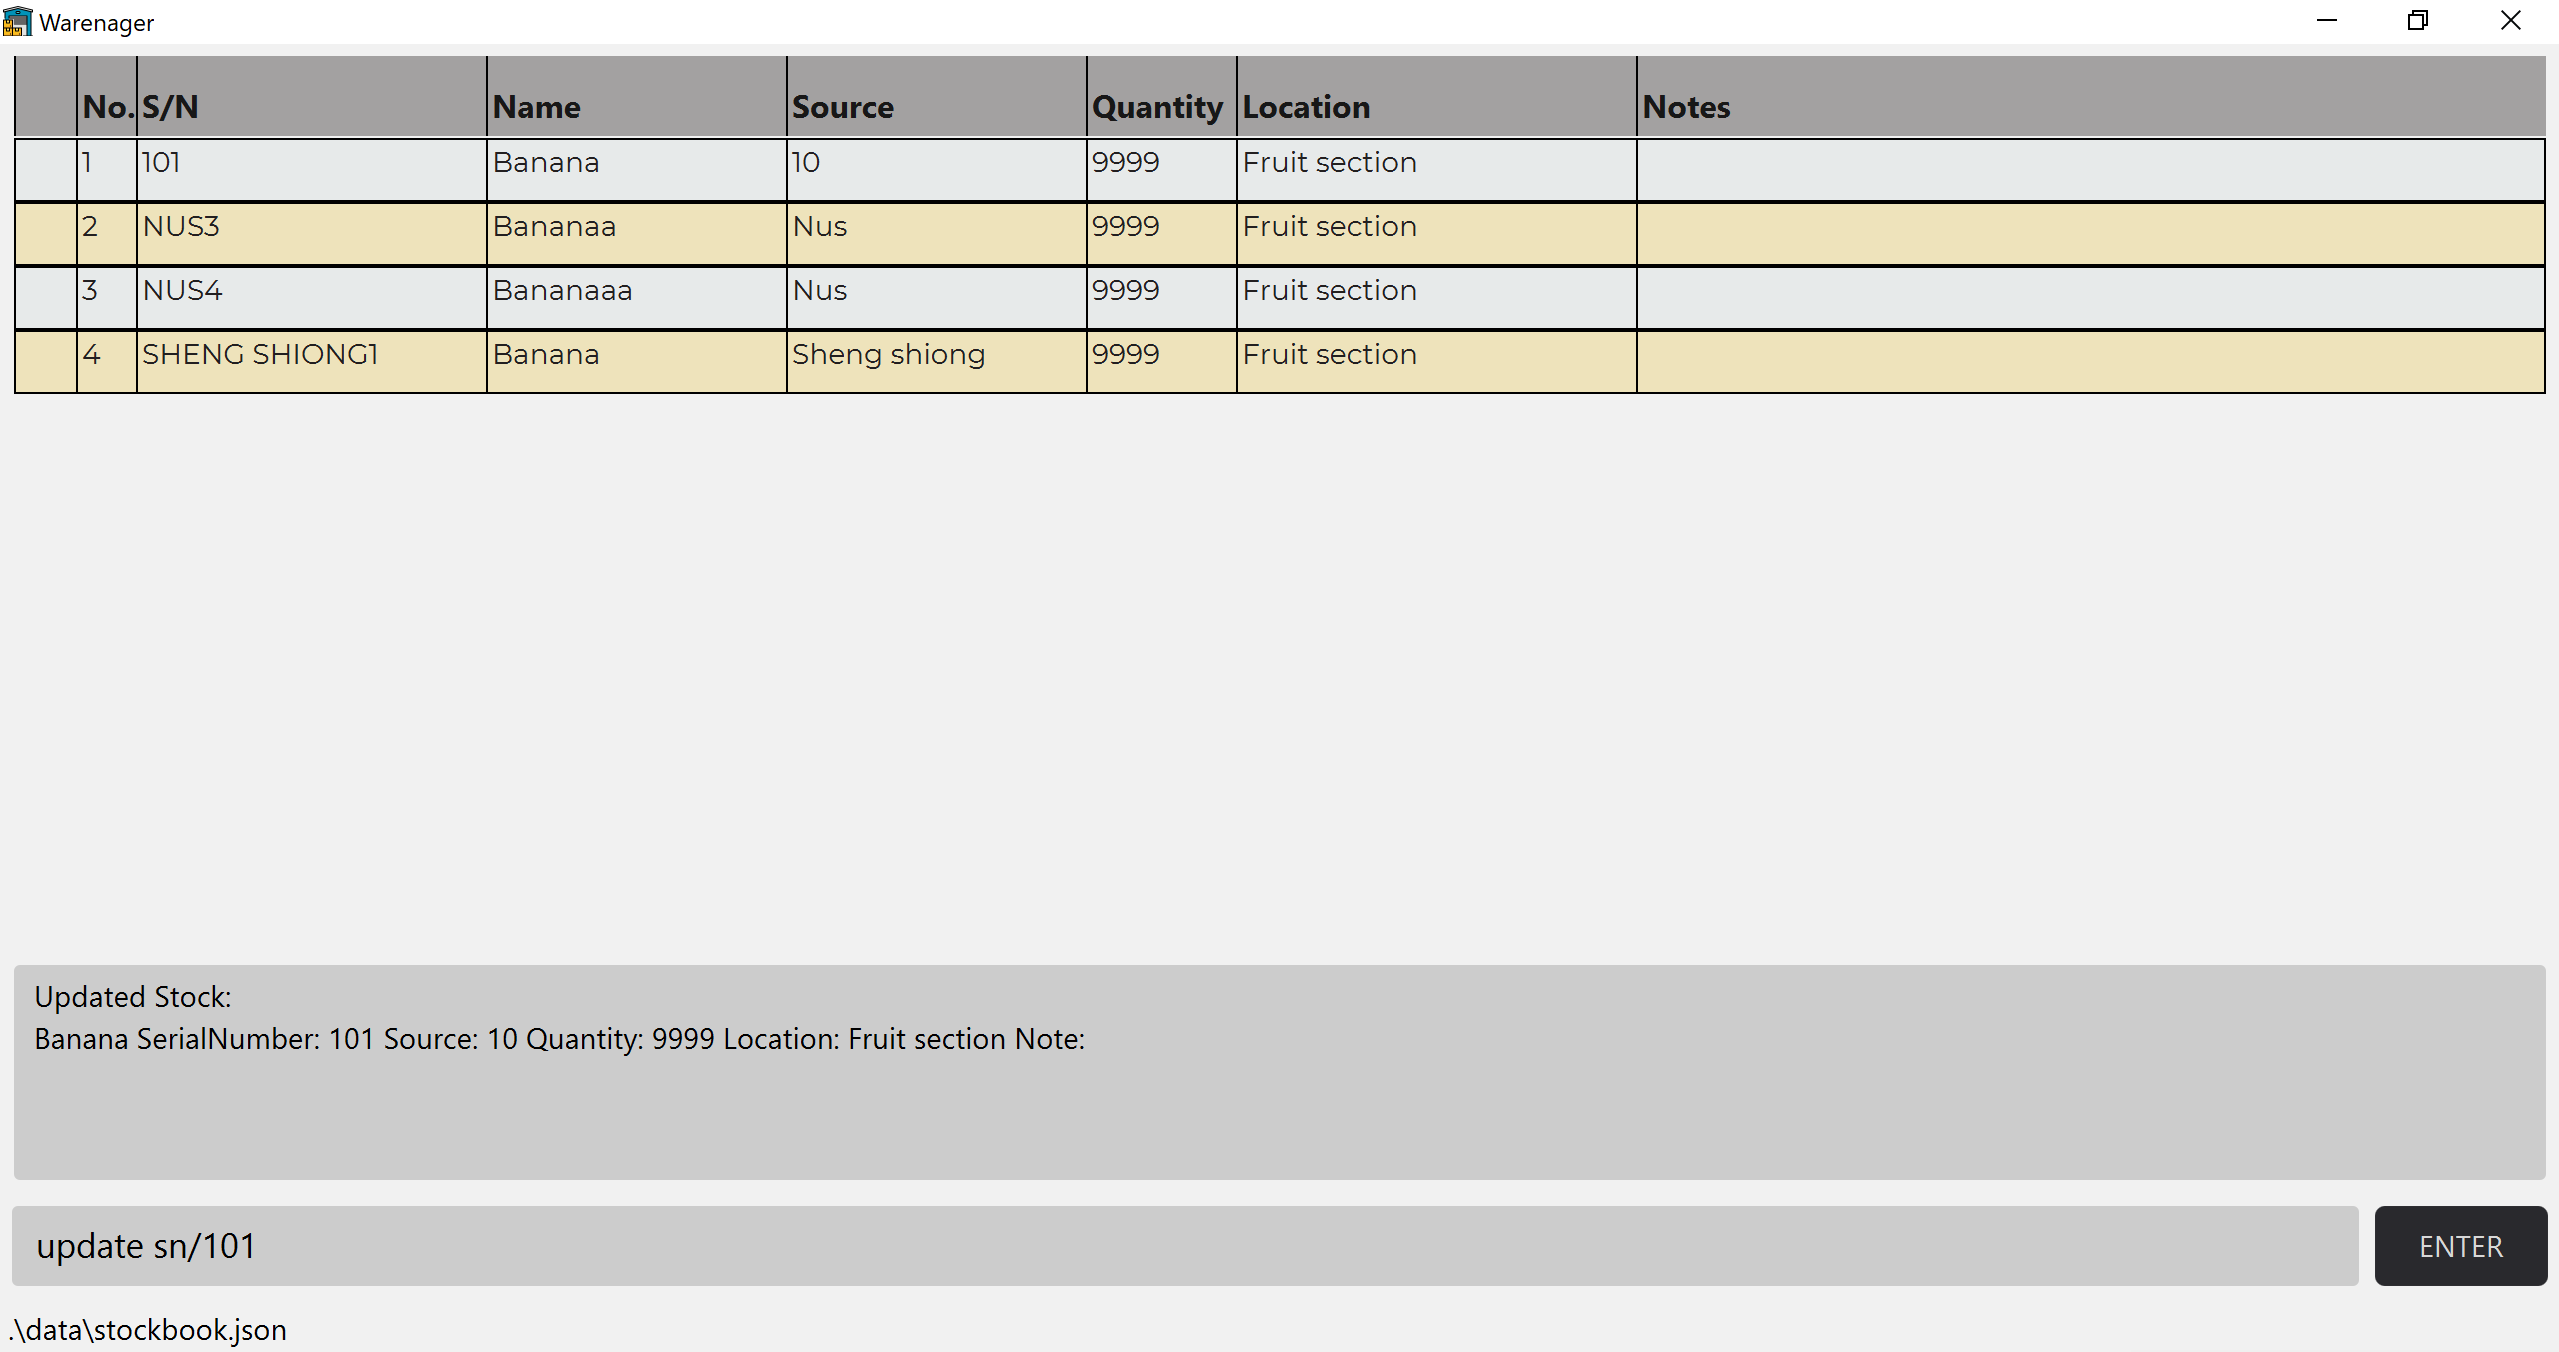 Warenager
No. S/N Name Source Quantity Location Notes
1 101 Banana 10 9999 Fruit section
2 NUS3 Bananaa Nus 9999 Fruit section
3 NUS4 Bananaaa Nus 9999 Fruit section
4 SHENG SHIONG1 Banana Sheng shiong 9999 Fruit section
Updated Stock:
Banana SerialNumber: 101 Source: 10 Quantity: 9999 Location: Fruit section Note:
update sn/101
ENTER
.\data\stockbook.json